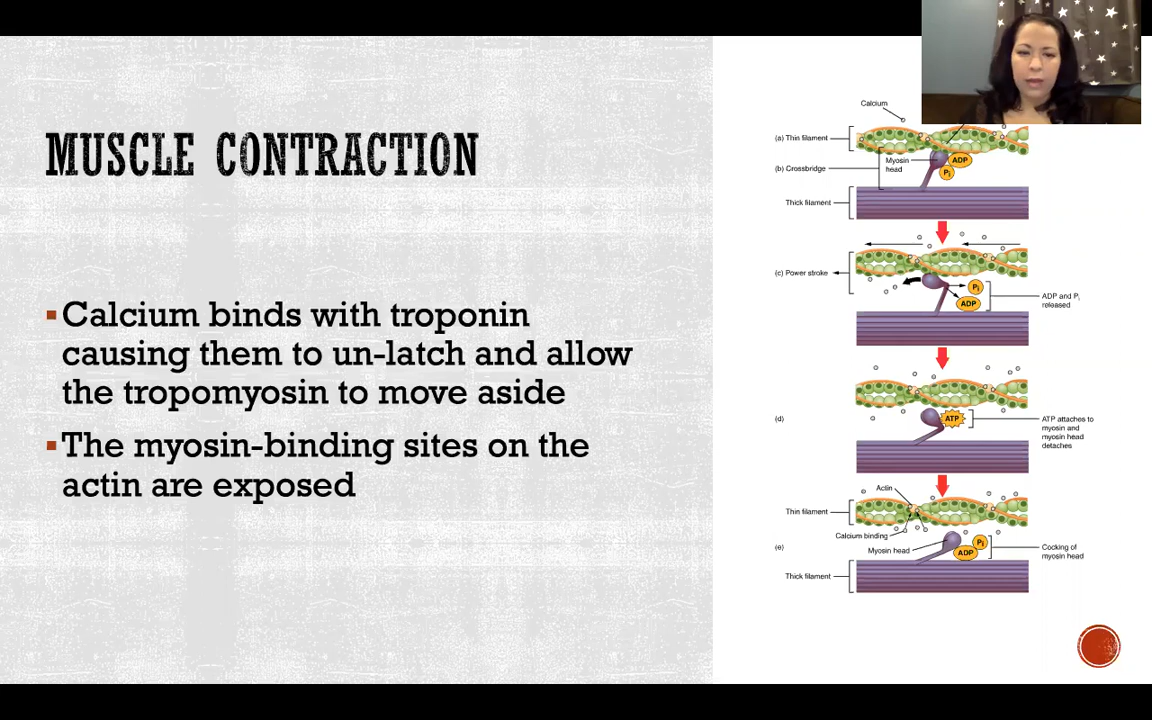 MUSCLE CONTRACTION
Calcium binds with troponin
causing them to un-latch and allow
the tropomyosin to move aside
The myosin-binding sites on the
actin are exposed
Calcium
(a) Thin filament
Myosin
head
ADP
Pi
(b) Crossbridge
Thick filament
(c) Power stroke
Pi
ADP
ADP and Pi
released
(d)
ATP
ATP attaches to
myosin and
myosin head
detaches
Actin
Thin filament
Calcium binding
(e)
Myosin head
Pi
ADP
Cocking of
myosin head
Thick filament